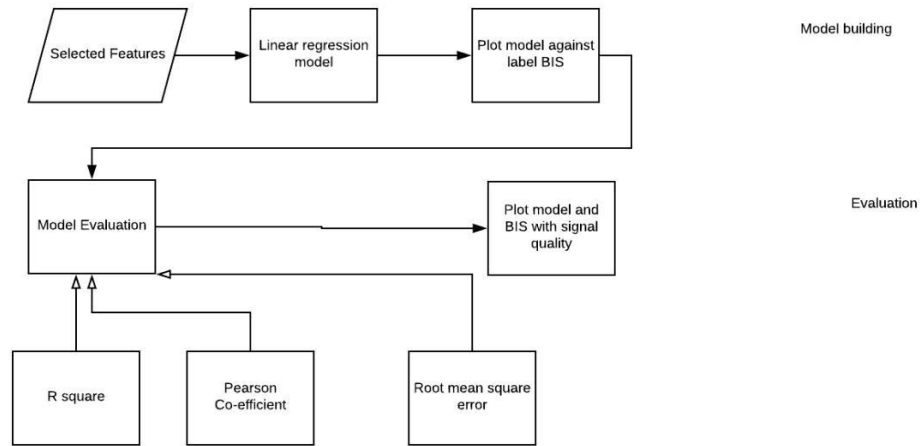 Selected Features
Linear regression
model
Plot model against
label BIS
Model building
Model Evaluation
Plot model and
BIS with signal
quality
Evaluation
R square
Pearson
Co-efficient
Root mean square
error